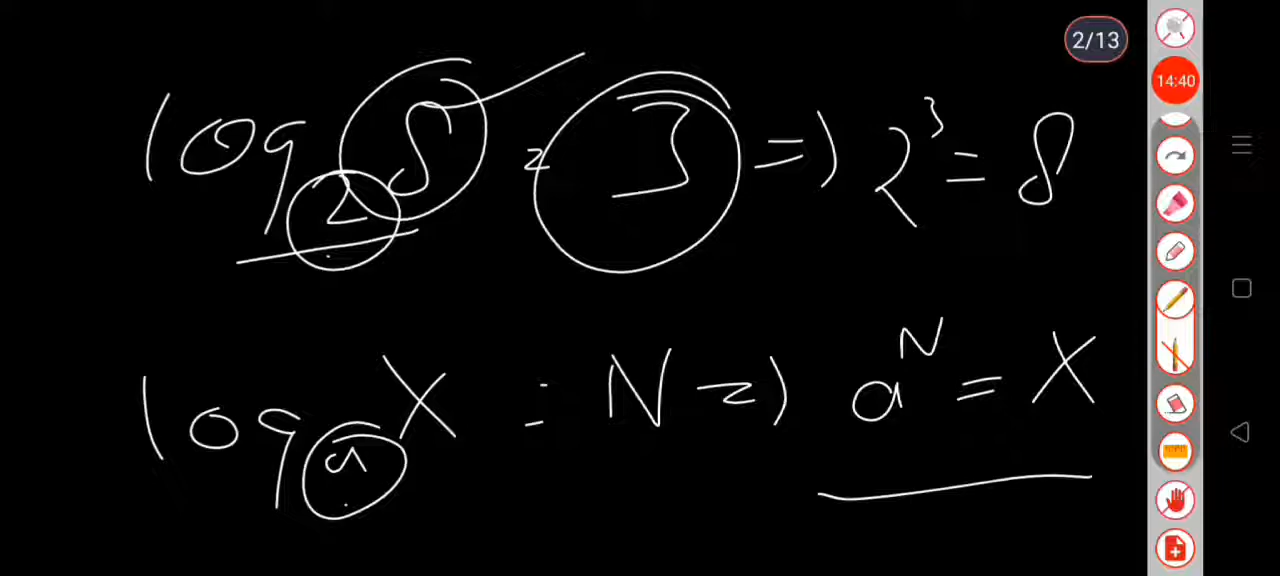 2/13
14:40
log₂8 = 3 => 2³ = 8
logₐX = N => aᴺ = X